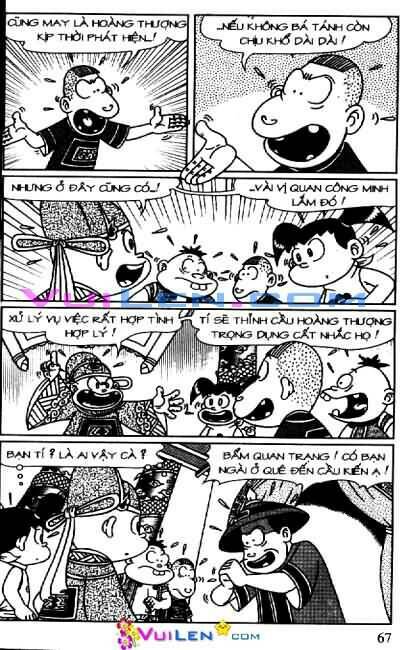 CŨNG MAY LÀ HOÀNG THƯỢNG
KỊP THỜI PHÁT HIỆN..!
..NẾU KHÔNG BÁ TÁNH CÒN
CHỊU KHỔ DÀI DÀI !
NHƯNG Ở ĐÂY CŨNG CÓ...
...VÀI VỊ QUAN CÔNG MINH
LẮM ĐÓ !
VUILEN.COM
XỬ LÝ VỤ VIỆC RẤT HỢP TÌNH
HỢP LÝ !
TÍ SẼ THỈNH CẦU HOÀNG THƯỢNG
TRỌNG DỤNG CẤT NHẮC HỌ !
BẠN TÍ ? LÀ AI VẬY CÀ ?
BẨM QUAN TRẠNG ! CÓ BẠN
NGÀI Ở QUÊ ĐẾN CẦU KIẾN Ạ !
VUILEN.COM
67